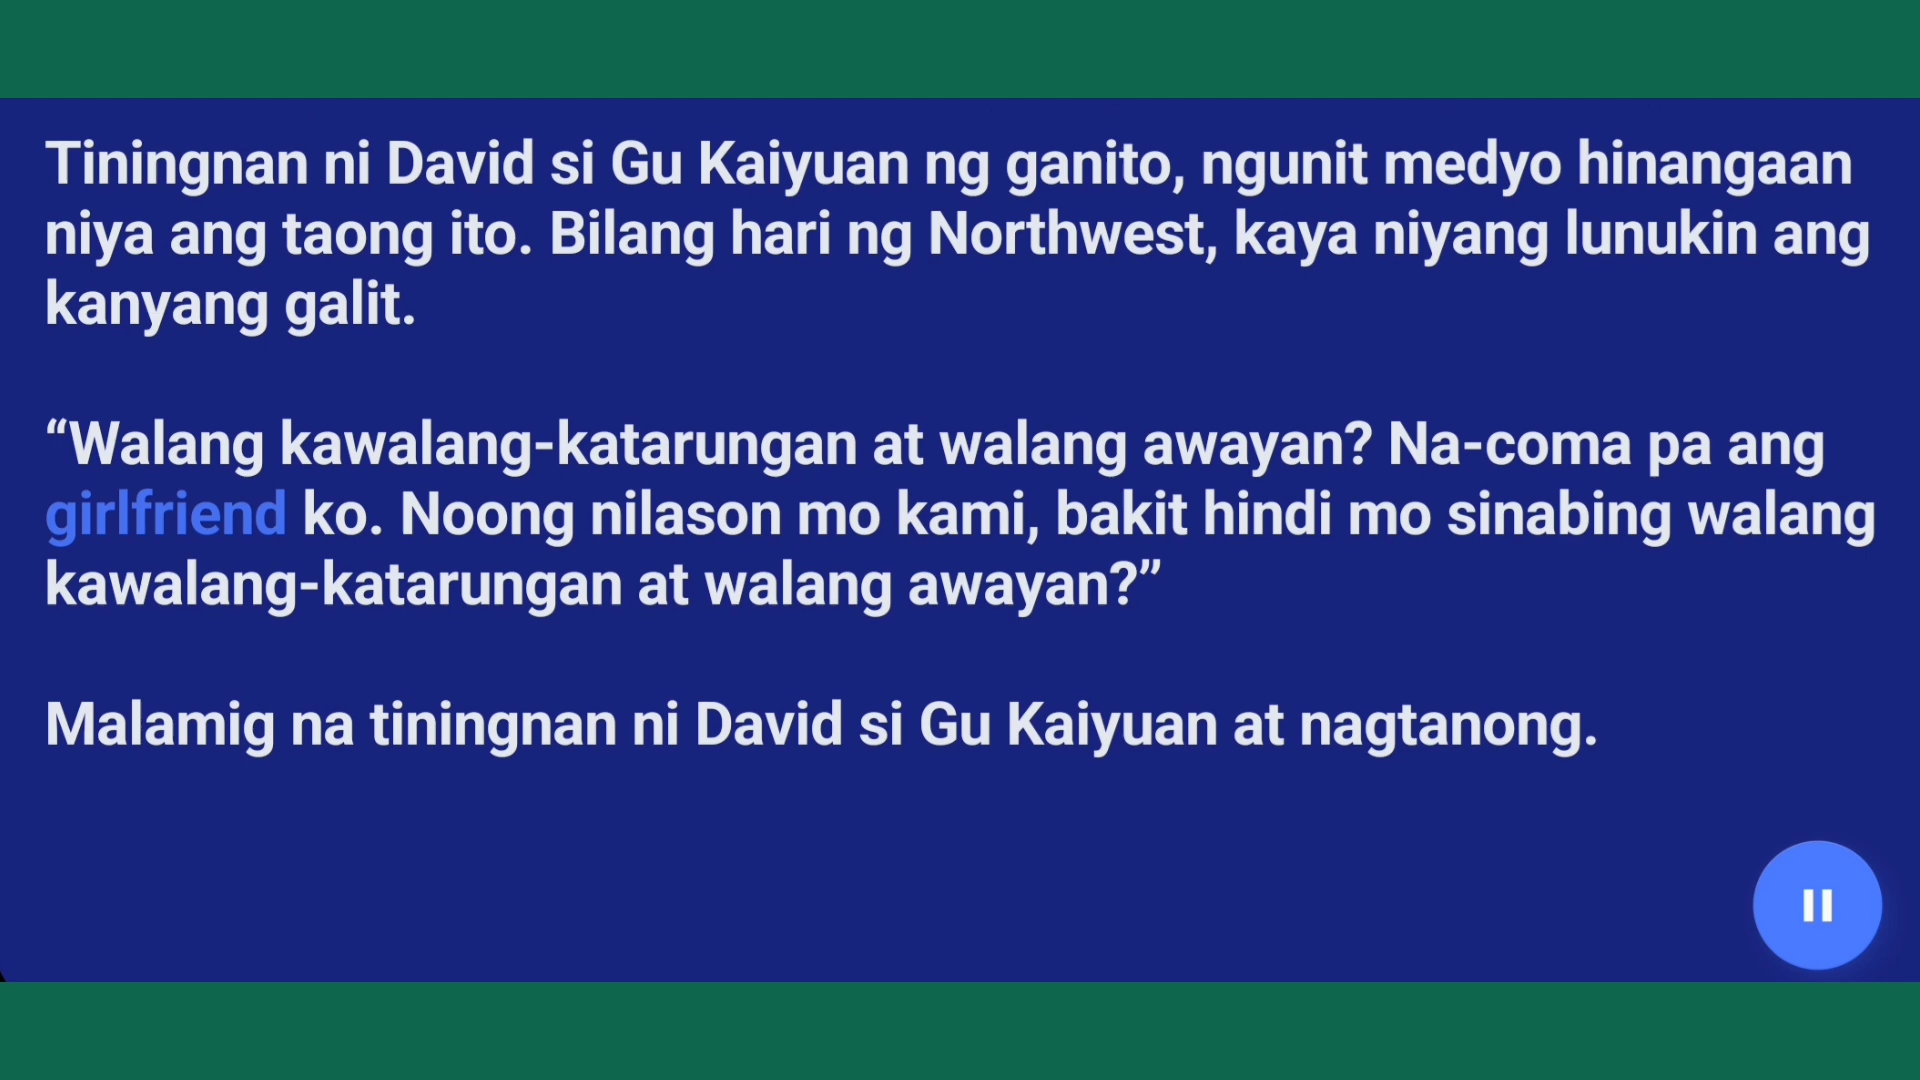 Tiningnan ni David si Gu Kaiyuan ng ganito, ngunit medyo hinangaan
niya ang taong ito. Bilang hari ng Northwest, kaya niyang lunukin ang
kanyang galit.
“Walang kawalang-katarungan at walang awayan? Na-coma pa ang
girlfriend ko. Noong nilason mo kami, bakit hindi mo sinabing walang
kawalang-katarungan at walang awayan?”
Malamig na tiningnan ni David si Gu Kaiyuan at nagtanong.